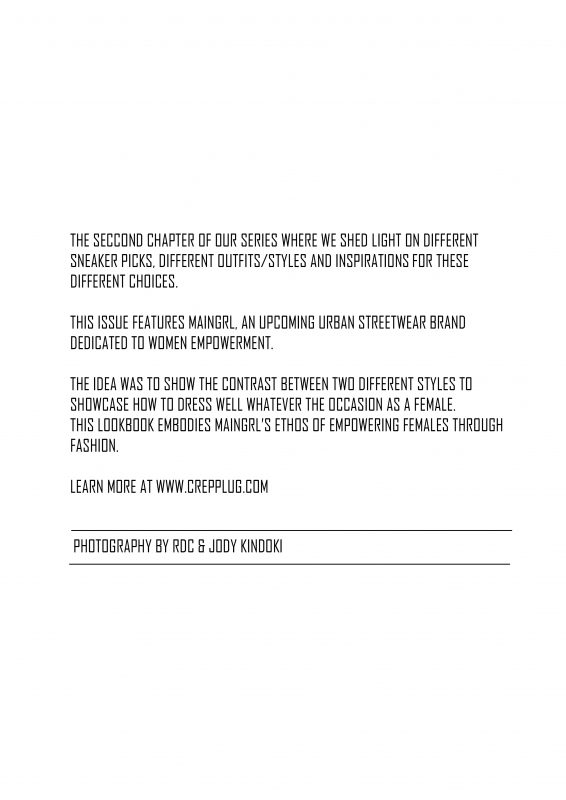 THE SECCOND CHAPTER OF OUR SERIES WHERE WE SHED LIGHT ON DIFFERENT
SNEAKER PICKS, DIFFERENT OUTFITS/STYLES AND INSPIRATIONS FOR THESE
DIFFERENT CHOICES.
THIS ISSUE FEATURES MAINGRL, AN UPCOMING URBAN STREETWEAR BRAND
DEDICATED TO WOMEN EMPOWERMENT.
THE IDEA WAS TO SHOW THE CONTRAST BETWEEN TWO DIFFERENT STYLES TO
SHOWCASE HOW TO DRESS WELL WHATEVER THE OCCASION AS A FEMALE.
THIS LOOKBOOK EMBODIES MAINGRL'S ETHOS OF EMPOWERING FEMALES THROUGH
FASHION.
LEARN MORE AT WWW.CREPPLUG.COM
PHOTOGRAPHY BY RDC & JODY KINDOKI